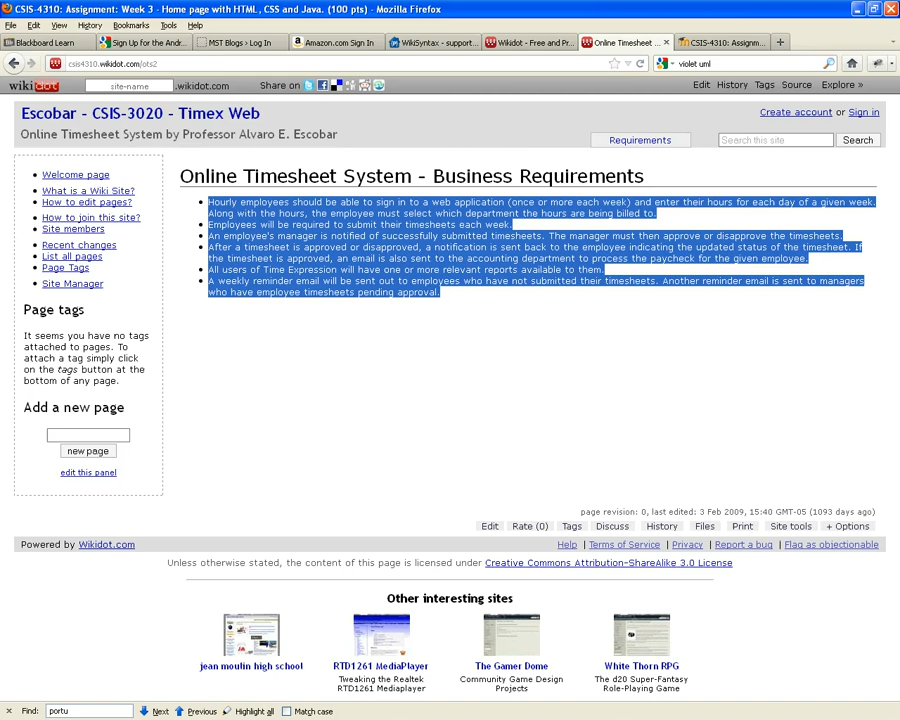 CSIS-4310: Assignment: Week 3 - Home page with HTML, CSS and Java. (100 pts) - Mozilla Firefox
File Edit View History Bookmarks Tools Help
Blackboard Learn
Sign Up for the Andr...
MST Blogs › Log In
Amazon.com Sign In
WikiSyntax - support...
Wikidot - Free and Pr...
Online Timesheet ...
CSIS-4310: Assignm...
csis4310.wikidot.com/ots2
violet uml
wikidot
site-name .wikidot.com
Share on
Edit History Tags Source Explore »
Escobar - CSIS-3020 - Timex Web
Create account or Sign in
Online Timesheet System by Professor Alvaro E. Escobar
Requirements
Search this site
Search
Welcome page
What is a Wiki Site?
How to edit pages?
How to join this site?
Site members
Recent changes
List all pages
Page Tags
Site Manager
Page tags
It seems you have no tags
attached to pages. To
attach a tag simply click
on the tags button at the
bottom of any page.
Add a new page
new page
edit this panel
Online Timesheet System - Business Requirements
Hourly employees should be able to sign in to a web application (once or more each week) and enter their hours for each day of a given week.
Along with the hours, the employee must select which department the hours are being billed to.
Employees will be required to submit their timesheets each week.
An employee's manager is notified of successfully submitted timesheets. The manager must then approve or disapprove the timesheets.
After a timesheet is approved or disapproved, a notification is sent back to the employee indicating the updated status of the timesheet. If
the timesheet is approved, an email is also sent to the accounting department to process the paycheck for the given employee.
All users of Time Expression will have one or more relevant reports available to them.
A weekly reminder email will be sent out to employees who have not submitted their timesheets. Another reminder email is sent to managers
who have employee timesheets pending approval.
page revision: 0, last edited: 3 Feb 2009, 15:40 GMT-05 (1093 days ago)
Edit Rate (0) Tags Discuss History Files Print Site tools + Options
Powered by Wikidot.com
Help | Terms of Service | Privacy | Report a bug | Flag as objectionable
Unless otherwise stated, the content of this page is licensed under Creative Commons Attribution-ShareAlike 3.0 License
Other interesting sites
jean moulin high school
RTD1261 MediaPlayer
Tweaking the Realtek
RTD1261 Mediaplayer
The Gamer Dome
Community Game Design
Projects
White Thorn RPG
The d20 Super-Fantasy
Role-Playing Game
Find: portu Next Previous Highlight all Match case